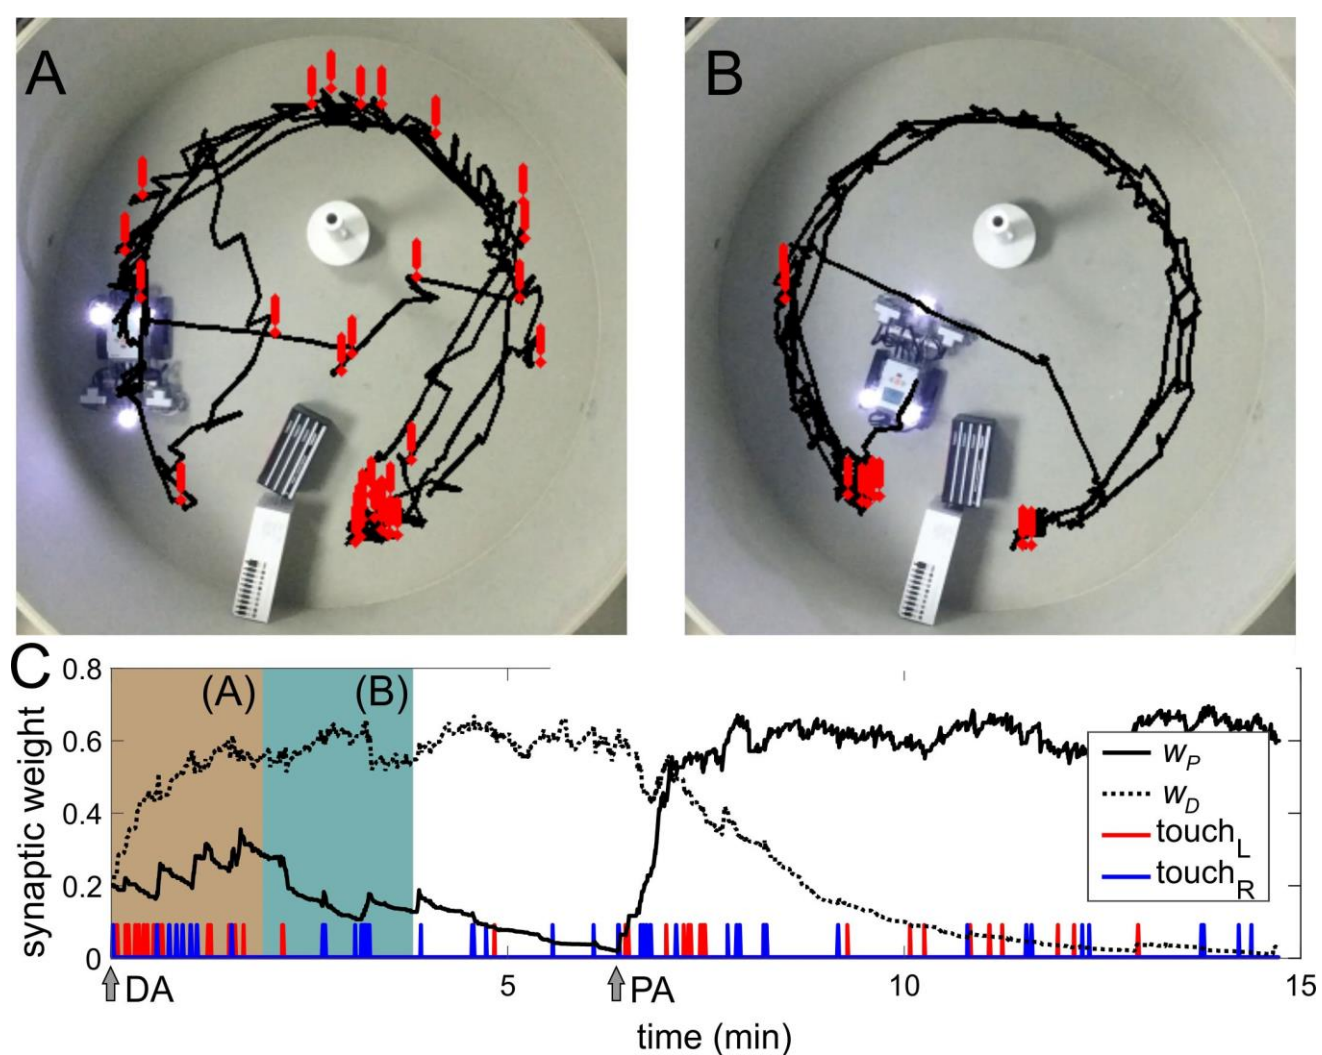 A
B
C
0.8
0.6
0.4
0.2
0
synaptic weight
(A)
(B)
w_P
w_D
touch_L
touch_R
DA
PA
5
10
15
time (min)